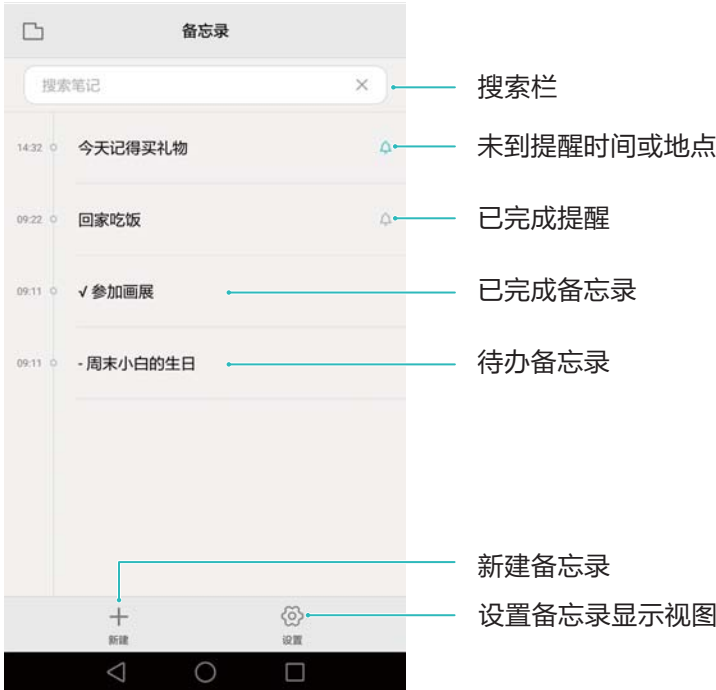 备忘录
搜索笔记
搜索栏
14:32 今天记得买礼物
未到提醒时间或地点
09:22 回家吃饭
已完成提醒
09:11 √ 参加画展
已完成备忘录
09:11 - 周末小白的生日
待办备忘录
新建备忘录
设置备忘录显示视图
新建
设置